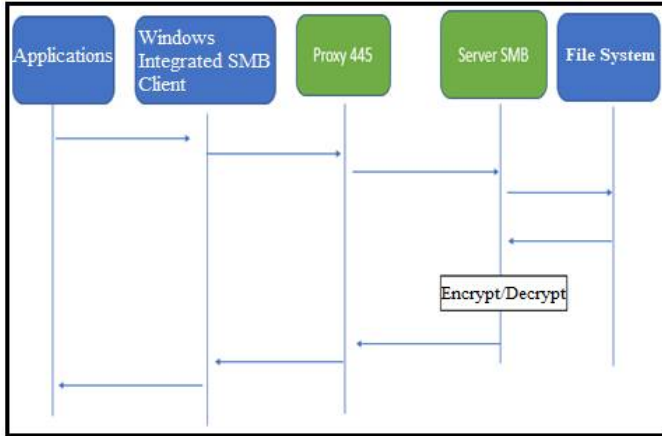 Applications
Windows
Integrated SMB
Client
Proxy 445
Server SMB
File System
Encrypt/Decrypt